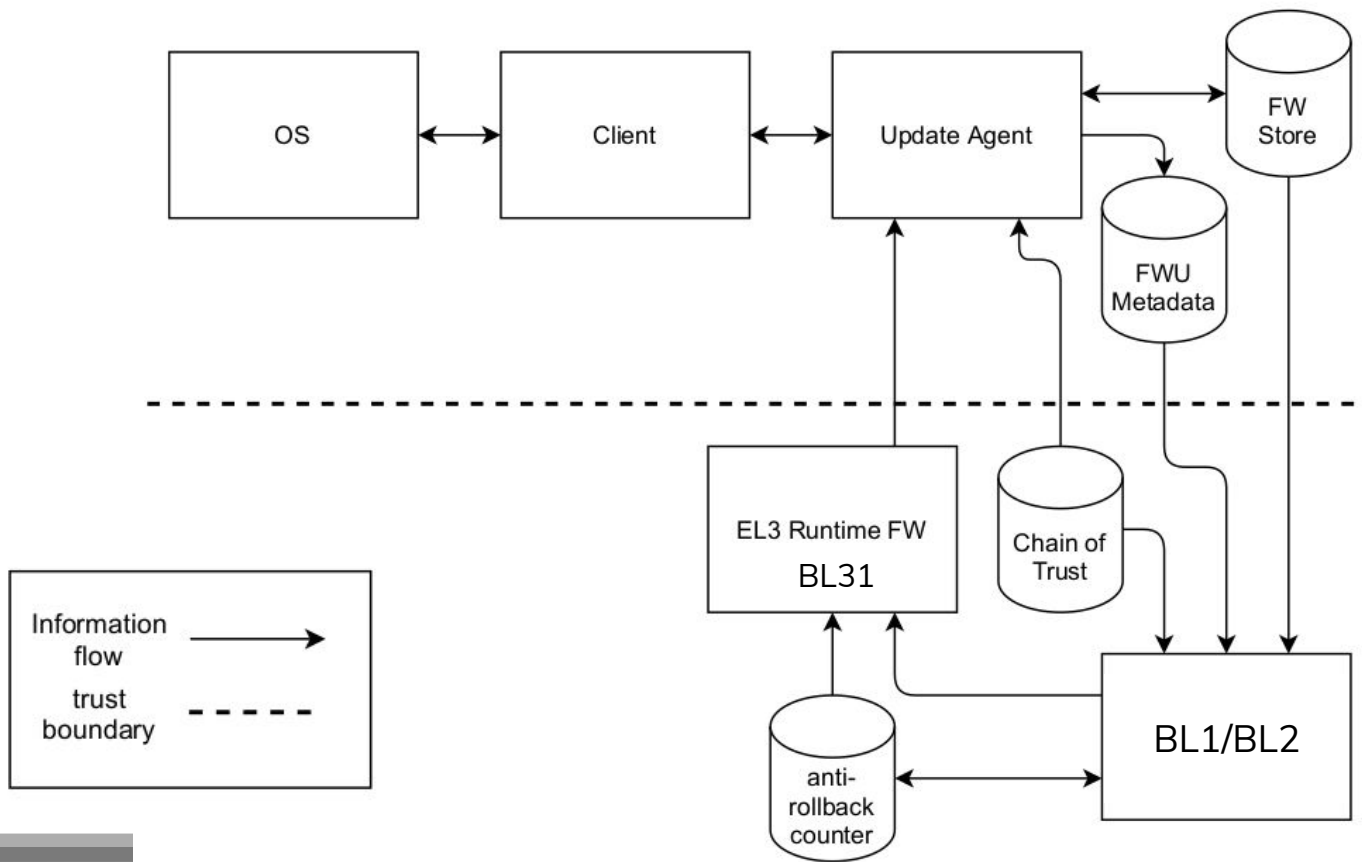 OS
Client
Update Agent
FW
Store
FWU
Metadata
EL3 Runtime FW
BL31
Chain of
Trust
Information
flow
trust
boundary
anti-
rollback
counter
BL1/BL2